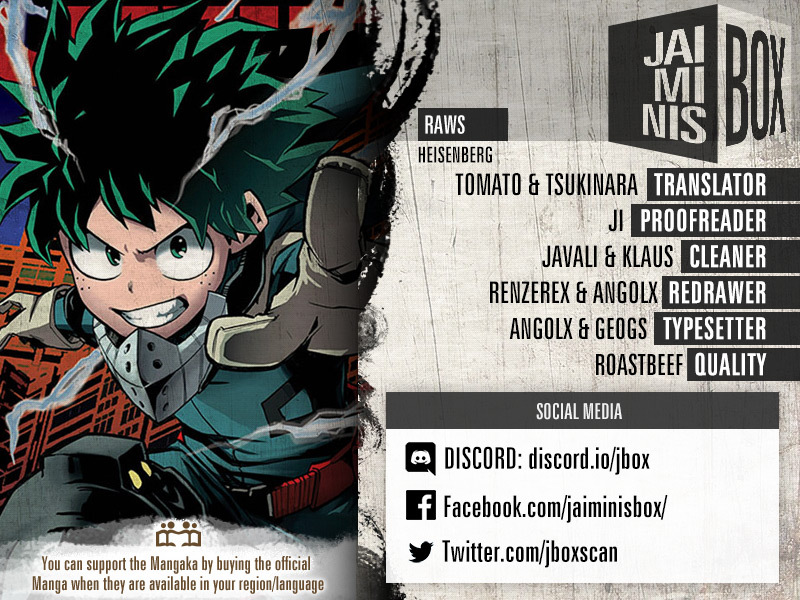 JAI
MI
NIS
BOX
RAWS
HEISENBERG
TOMATO & TSUKINARA TRANSLATOR
JI PROOFREADER
JAVALI & KLAUS CLEANER
RENZEREX & ANGOLX REDRAWER
ANGOLX & GEOGS TYPESETTER
ROASTBEEF QUALITY
SOCIAL MEDIA
DISCORD: discord.io/jbox
Facebook.com/jaiminisbox/
Twitter.com/jboxscan
You can support the Mangaka by buying the official
Manga when they are available in your region/language